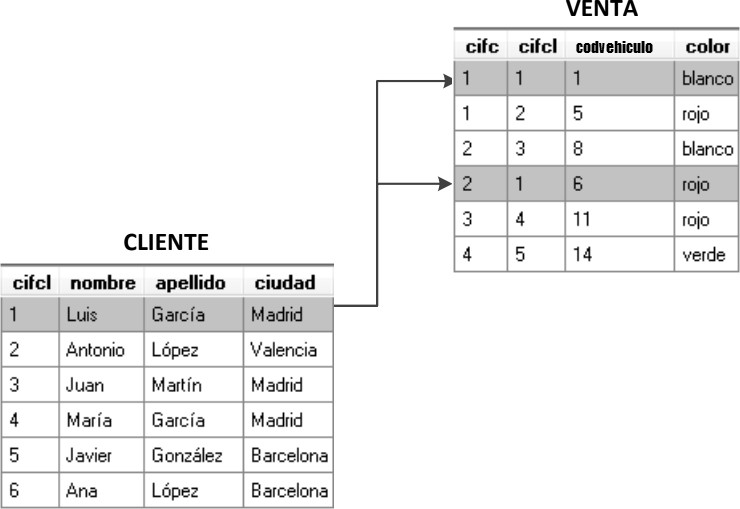 VENTA
cifc cifcl codvehiculo color
1 1 1 blanco
1 2 5 rojo
2 3 8 blanco
2 1 6 rojo
3 4 11 rojo
4 5 14 verde
CLIENTE
cifcl nombre apellido ciudad
1 Luis García Madrid
2 Antonio López Valencia
3 Juan Martín Madrid
4 María García Madrid
5 Javier González Barcelona
6 Ana López Barcelona